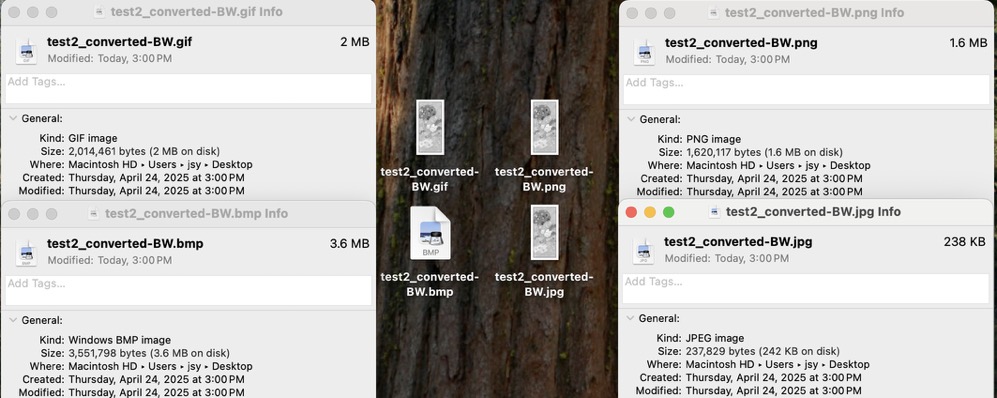 test2_converted-BW.gif Info
test2_converted-BW.gif 2 MB
Modified: Today, 3:00 PM
Add Tags...
General:
Kind: GIF image
Size: 2,014,461 bytes (2 MB on disk)
Where: Macintosh HD ▸ Users ▸ jsy ▸ Desktop
Created: Thursday, April 24, 2025 at 3:00 PM
Modified: Thursday, April 24, 2025 at 3:00 PM
test2_converted-BW.bmp Info
test2_converted-BW.bmp 3.6 MB
Modified: Today, 3:00 PM
Add Tags...
General:
Kind: Windows BMP image
Size: 3,551,798 bytes (3.6 MB on disk)
Where: Macintosh HD ▸ Users ▸ jsy ▸ Desktop
Created: Thursday, April 24, 2025 at 3:00 PM
Modified: Thursday, April 24, 2025 at 3:00 PM
test2_converted-
BW.gif
test2_converted-
BW.png
BMP
test2_converted-
BW.bmp
test2_converted-
BW.jpg
test2_converted-BW.png Info
test2_converted-BW.png 1.6 MB
Modified: Today, 3:00 PM
Add Tags...
General:
Kind: PNG image
Size: 1,620,117 bytes (1.6 MB on disk)
Where: Macintosh HD ▸ Users ▸ jsy ▸ Desktop
Created: Thursday, April 24, 2025 at 3:00 PM
Modified: Thursday, April 24, 2025 at 3:00 PM
test2_converted-BW.jpg Info
test2_converted-BW.jpg 238 KB
Modified: Today, 3:00 PM
Add Tags...
General:
Kind: JPEG image
Size: 237,829 bytes (242 KB on disk)
Where: Macintosh HD ▸ Users ▸ jsy ▸ Desktop
Created: Thursday, April 24, 2025 at 3:00 PM
Modified: Thursday, April 24, 2025 at 3:00 PM